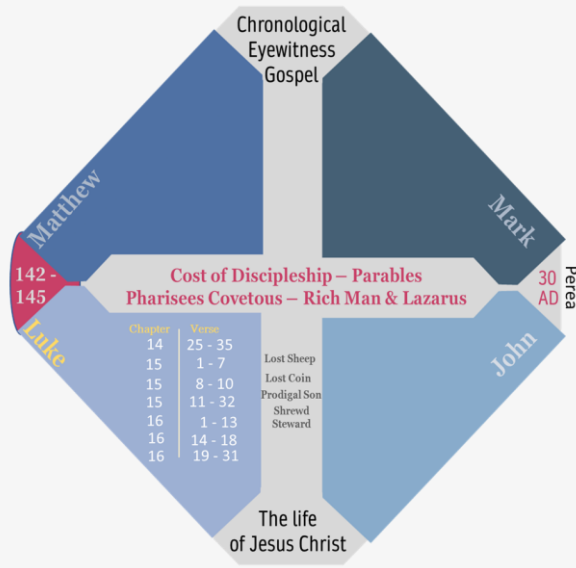 Chronological
Eyewitness
Gospel
Matthew
Mark
142 -
145
Cost of Discipleship – Parables
Pharisees Covetous – Rich Man & Lazarus
30
AD
Perea
Luke
John
Chapter Verse
14 25 - 35
15 1 - 7
15 8 - 10
15 11 - 32
16 1 - 13
16 14 - 18
16 19 - 31
Lost Sheep
Lost Coin
Prodigal Son
Shrewd
Steward
The life
of Jesus Christ